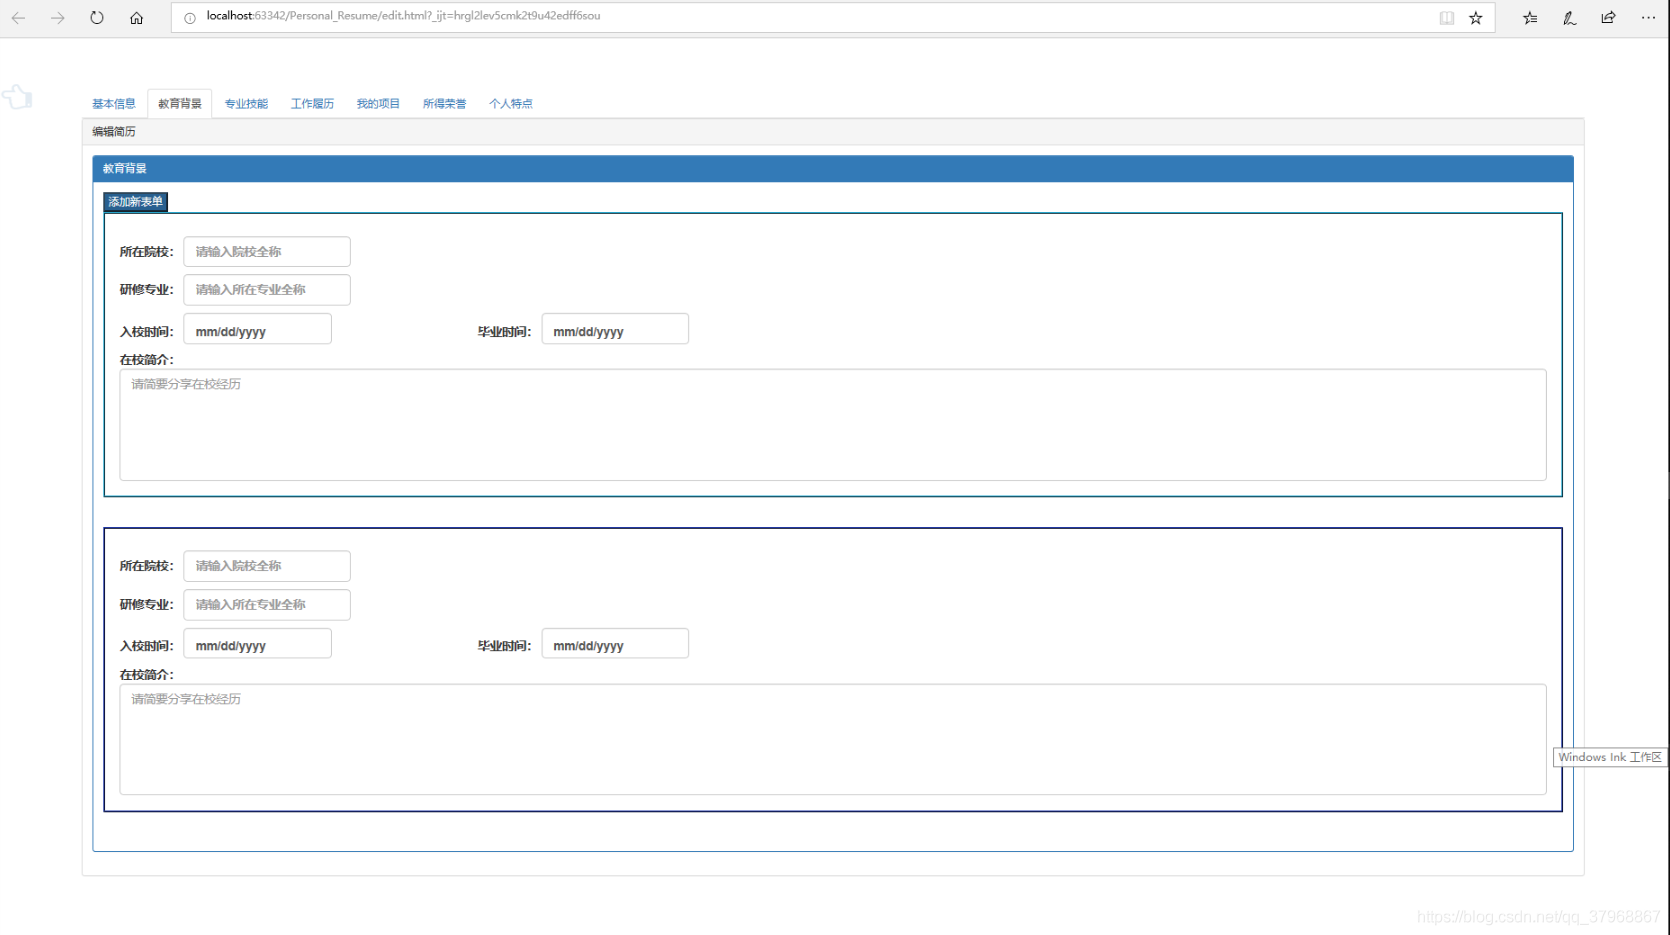 localhost:63342/Personal_Resume/edit.html?_ijt=hrgl2lev5cmk2t9u42edff6sou
基本信息 教育背景 专业技能 工作履历 我的项目 所得荣誉 个人特点
编辑简历
教育背景
添加新表单
所在院校： 请输入院校全称
研修专业： 请输入所在专业全称
入校时间： mm/dd/yyyy 毕业时间： mm/dd/yyyy
在校简介：
请简要分享在校经历
所在院校： 请输入院校全称
研修专业： 请输入所在专业全称
入校时间： mm/dd/yyyy 毕业时间： mm/dd/yyyy
在校简介：
请简要分享在校经历
Windows Ink 工作区
https://blog.csdn.net/qq_37968867